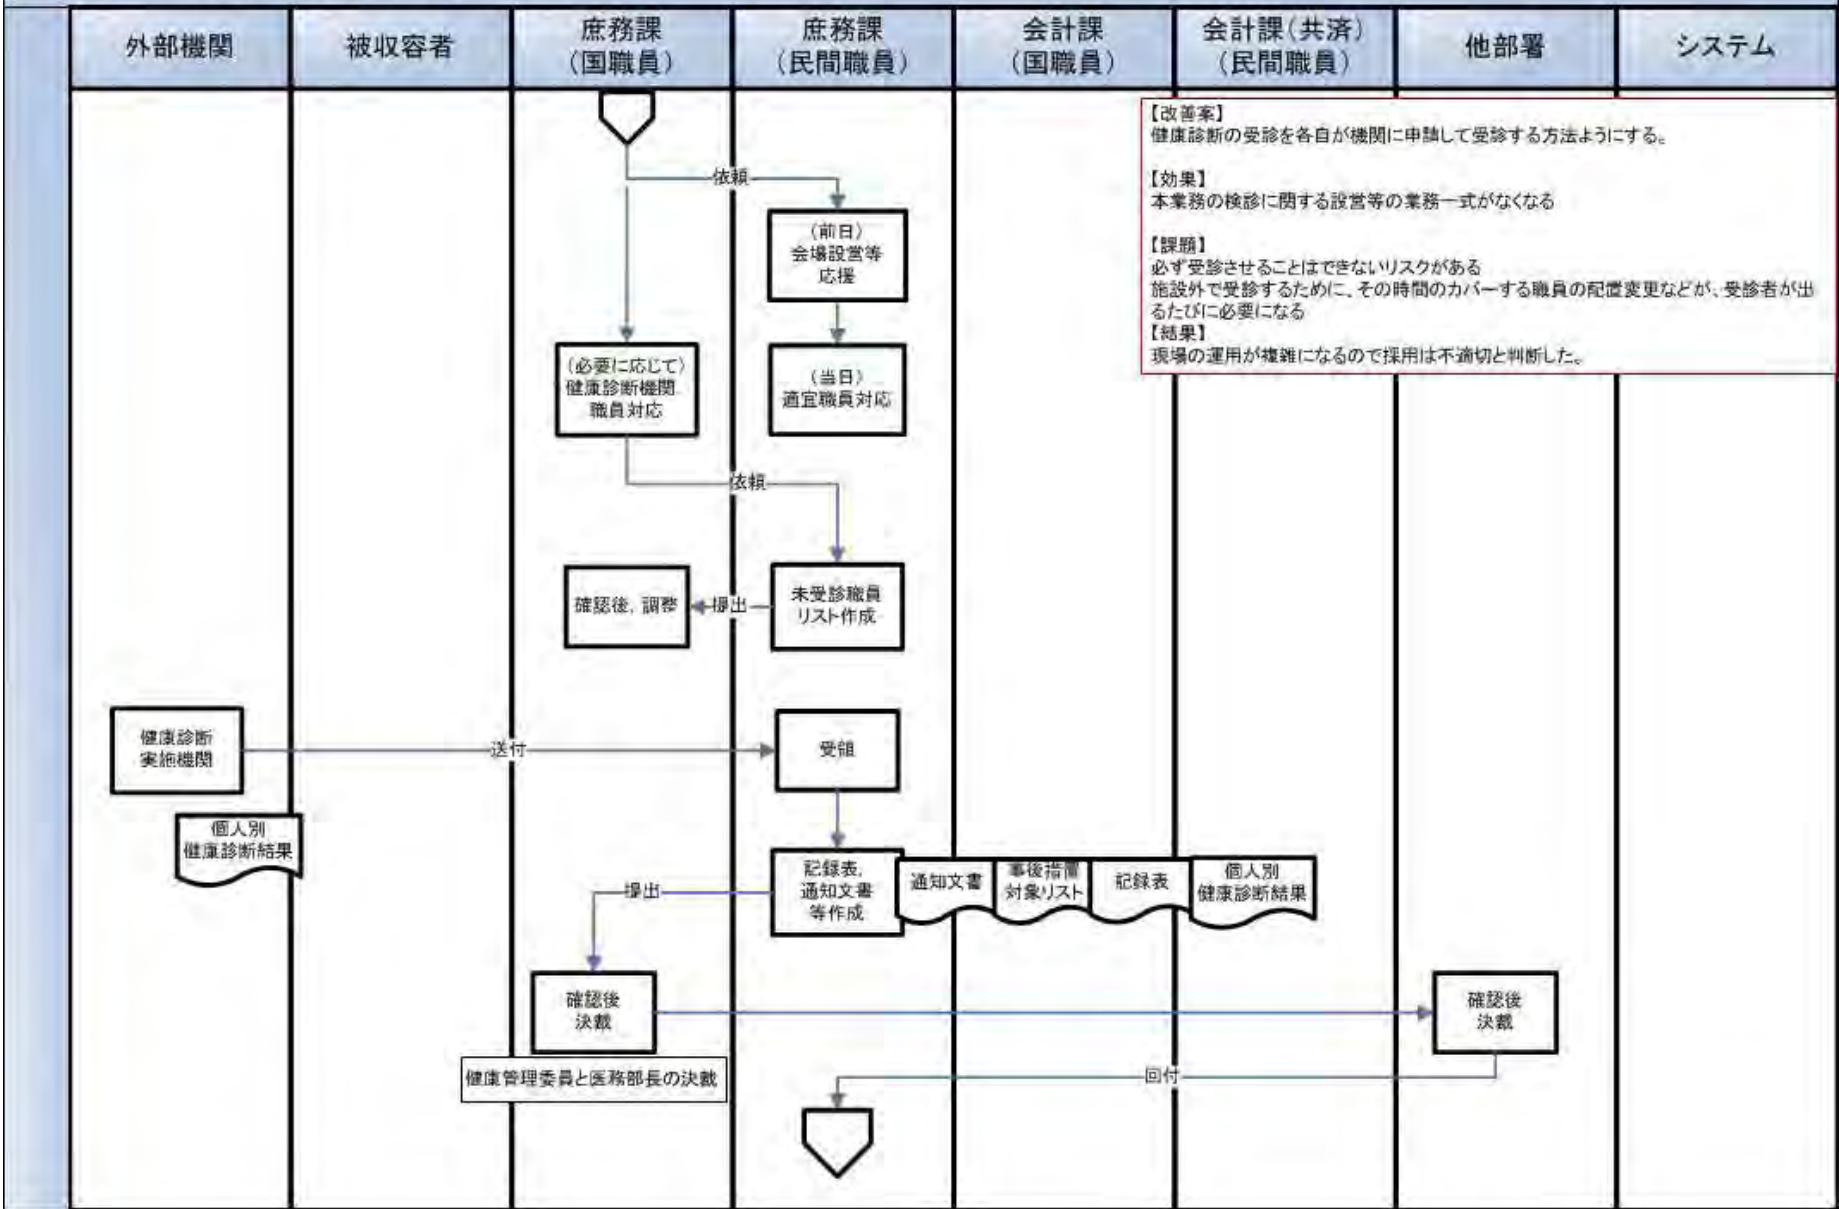 外部機関
被収容者
庶務課
（国職員）
庶務課
（民間職員）
会計課
（国職員）
会計課（共済）
（民間職員）
他部署
システム
【改善案】
健康診断の受診を各自が機関に申請して受診する方法ようにする。
【効果】
本業務の検診に関する設営等の業務一式がなくなる
【課題】
必ず受診させることはできないリスクがある
施設外で受診するために、その時間のカバーする職員の配置変更などが、受診者が出
るたびに必要になる
【結果】
現場の運用が複雑になるので採用は不適切と判断した。
依頼
（前日）
会場設営等
応援
（必要に応じて）
健康診断機関
職員対応
（当日）
適宜職員対応
依頼
確認後，調整
提出
未受診職員
リスト作成
健康診断
実施機関
送付
受領
個人別
健康診断結果
提出
記録表，
通知文書
等作成
通知文書
事後措置
対象リスト
記録表
個人別
健康診断結果
確認後
決裁
確認後
決裁
健康管理委員と医務部長の決裁
回付